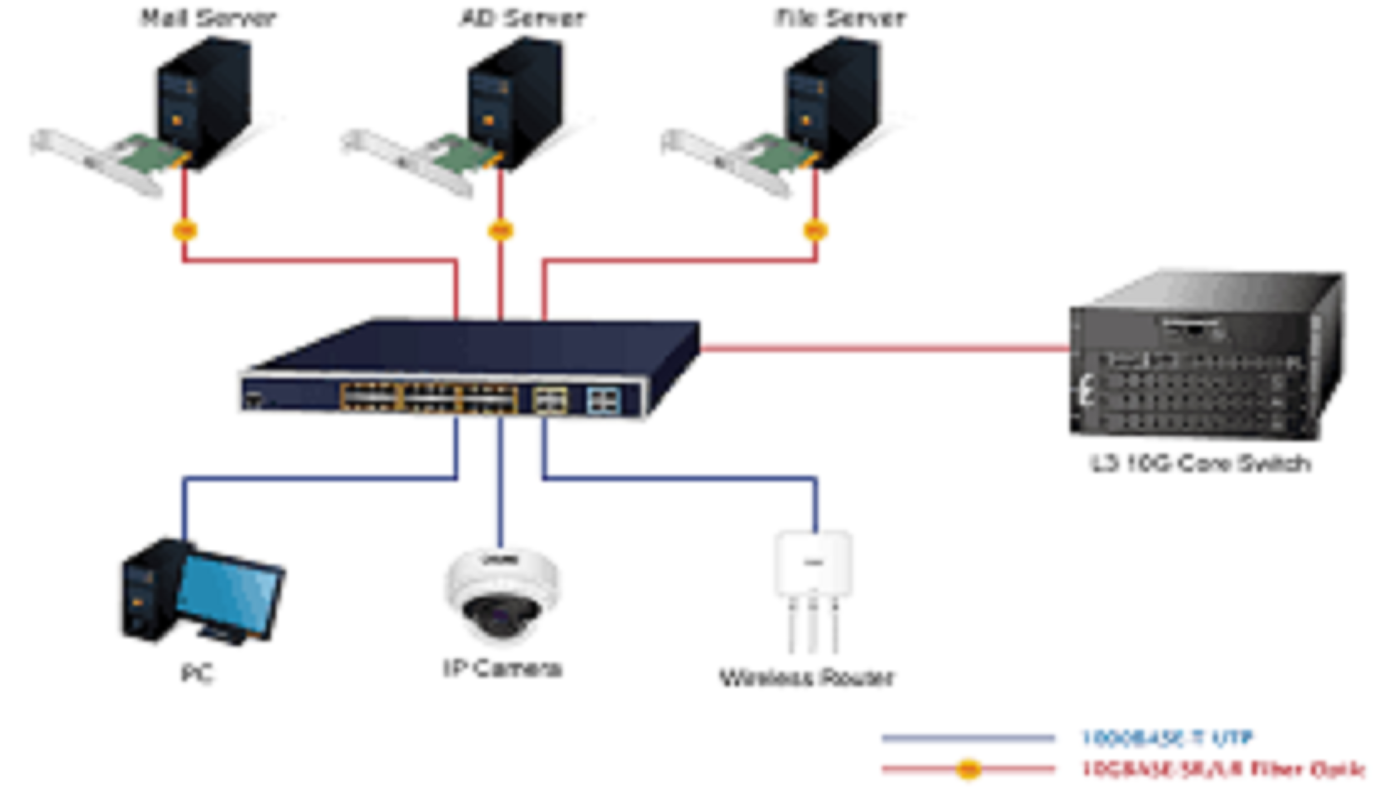 Mail Server
AD Server
File Server
L3 10G Core Switch
PC
IP Camera
Wireless Router
1000BASE-T UTP
10GBASE-SR/LR Fiber Optic